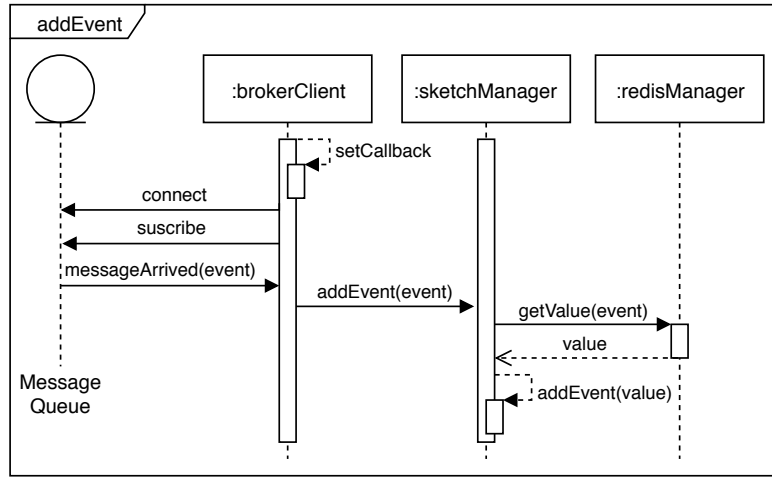 addEvent
:brokerClient
:sketchManager
:redisManager
setCallback
connect
suscribe
messageArrived(event)
addEvent(event)
getValue(event)
value
addEvent(value)
Message
Queue